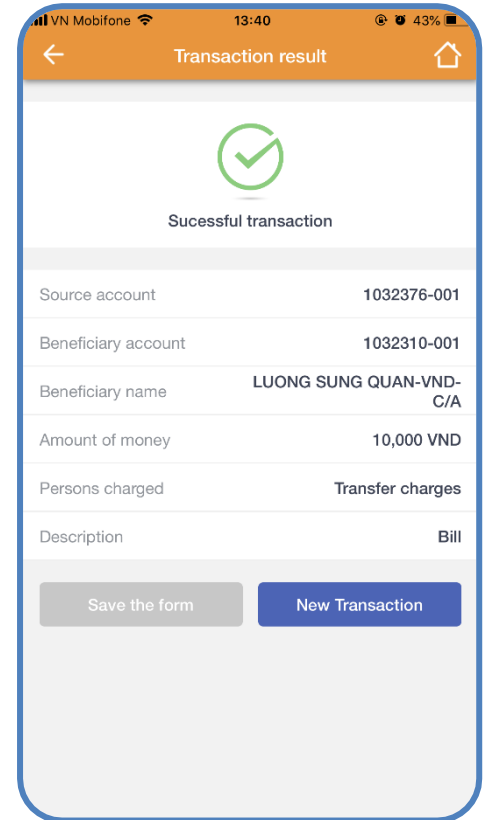 VN Mobifone 13:40 43%
Transaction result
Sucessful transaction
Source account 1032376-001
Beneficiary account 1032310-001
Beneficiary name LUONG SUNG QUAN-VND-
C/A
Amount of money 10,000 VND
Persons charged Transfer charges
Description Bill
Save the form New Transaction